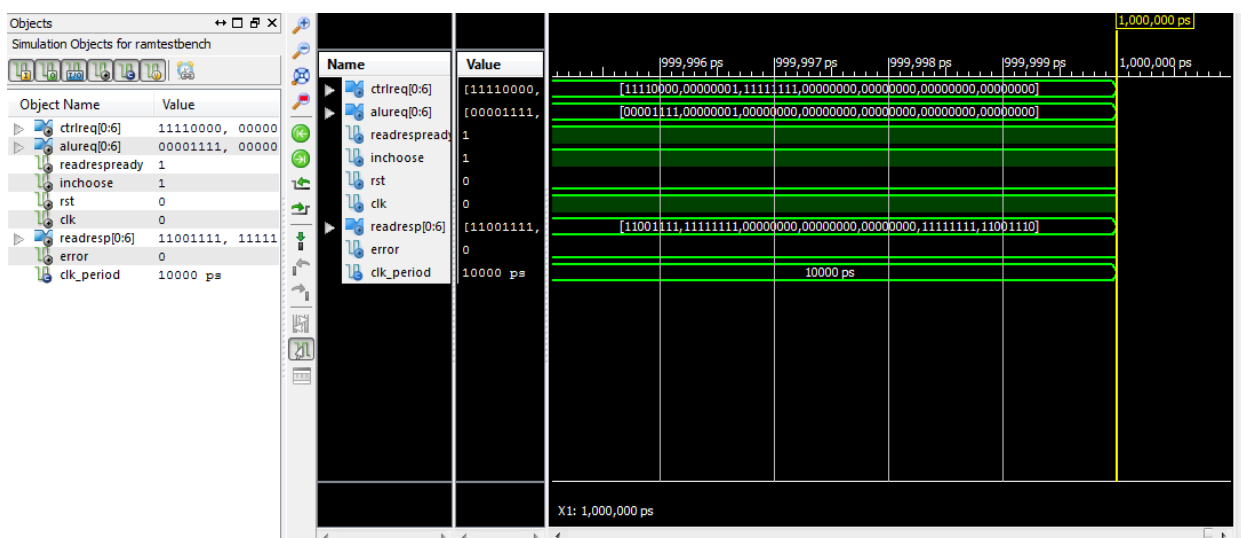 Objects
Simulation Objects for ramtestbench
Object Name Value
ctrlreq[0:6] 11110000, 00000
alureq[0:6] 00001111, 00000
readrespready 1
inchoose 1
rst 0
clk 0
readresp[0:6] 11001111, 11111
error 0
clk_period 10000 ps
1,000,000 ps
Name Value
999,996 ps 999,997 ps 999,998 ps 999,999 ps 1,000,000 ps
ctrlreq[0:6] [11110000, [11110000,00000001,11111111,00000000,00000000,00000000,00000000]
alureq[0:6] [00001111, [00001111,00000001,00000000,00000000,00000000,00000000,00000000]
readrespready 1
inchoose 1
rst 0
clk 0
readresp[0:6] [11001111, [11001111,11111111,00000000,00000000,00000000,11111111,11001110]
error 0
clk_period 10000 ps 10000 ps
X1: 1,000,000 ps